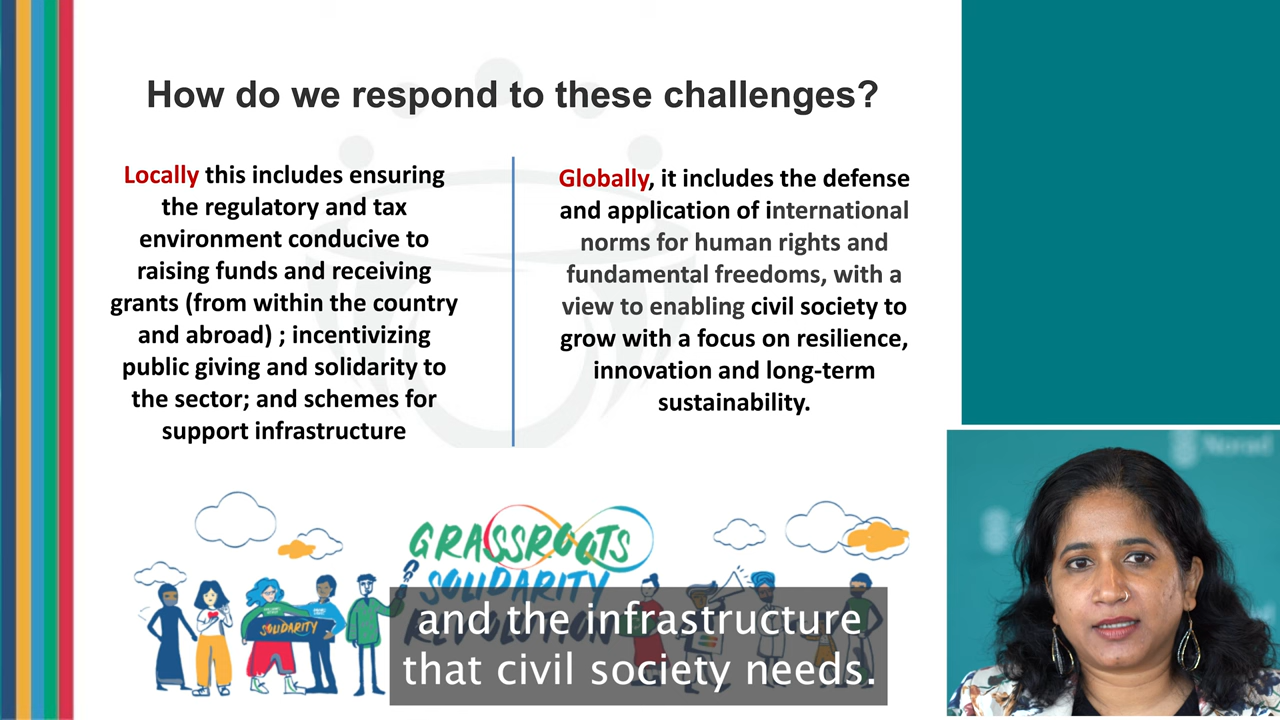 How do we respond to these challenges?
Locally this includes ensuring
the regulatory and tax
environment conducive to
raising funds and receiving
grants (from within the country
and abroad) ; incentivizing
public giving and solidarity to
the sector; and schemes for
support infrastructure
Globally, it includes the defense
and application of international
norms for human rights and
fundamental freedoms, with a
view to enabling civil society to
grow with a focus on resilience,
innovation and long-term
sustainability.
GRASSROOTS
SOLIDARITY
REVOLUTION
SOLIDARITY
and the infrastructure
that civil society needs.
Norad